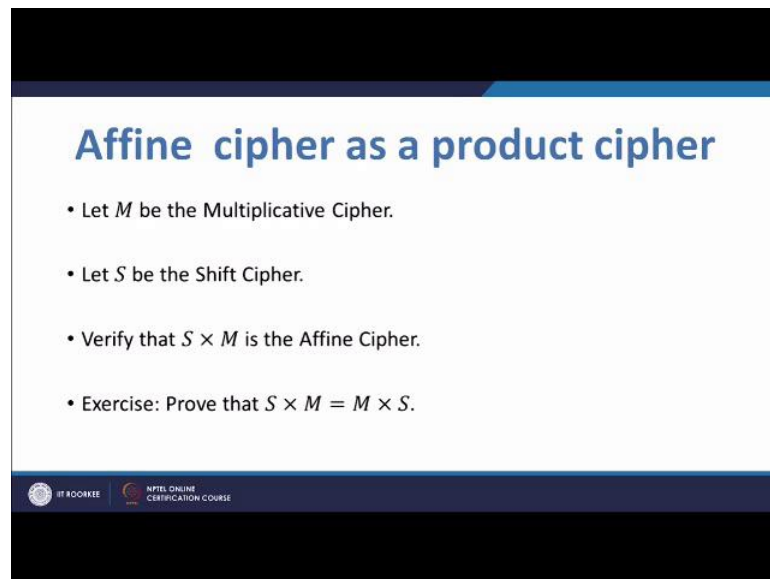 Affine cipher as a product cipher
• Let M be the Multiplicative Cipher.
• Let S be the Shift Cipher.
• Verify that S × M is the Affine Cipher.
• Exercise: Prove that S × M = M × S.
IIT ROORKEE
NPTEL ONLINE
CERTIFICATION COURSE